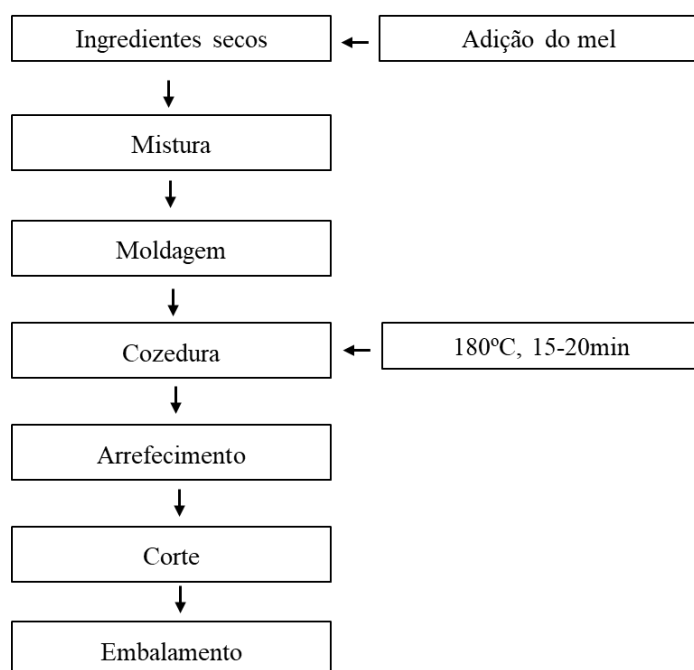 Ingredientes secos
Adição do mel
Mistura
Moldagem
Cozedura
180ºC, 15-20min
Arrefecimento
Corte
Embalamento